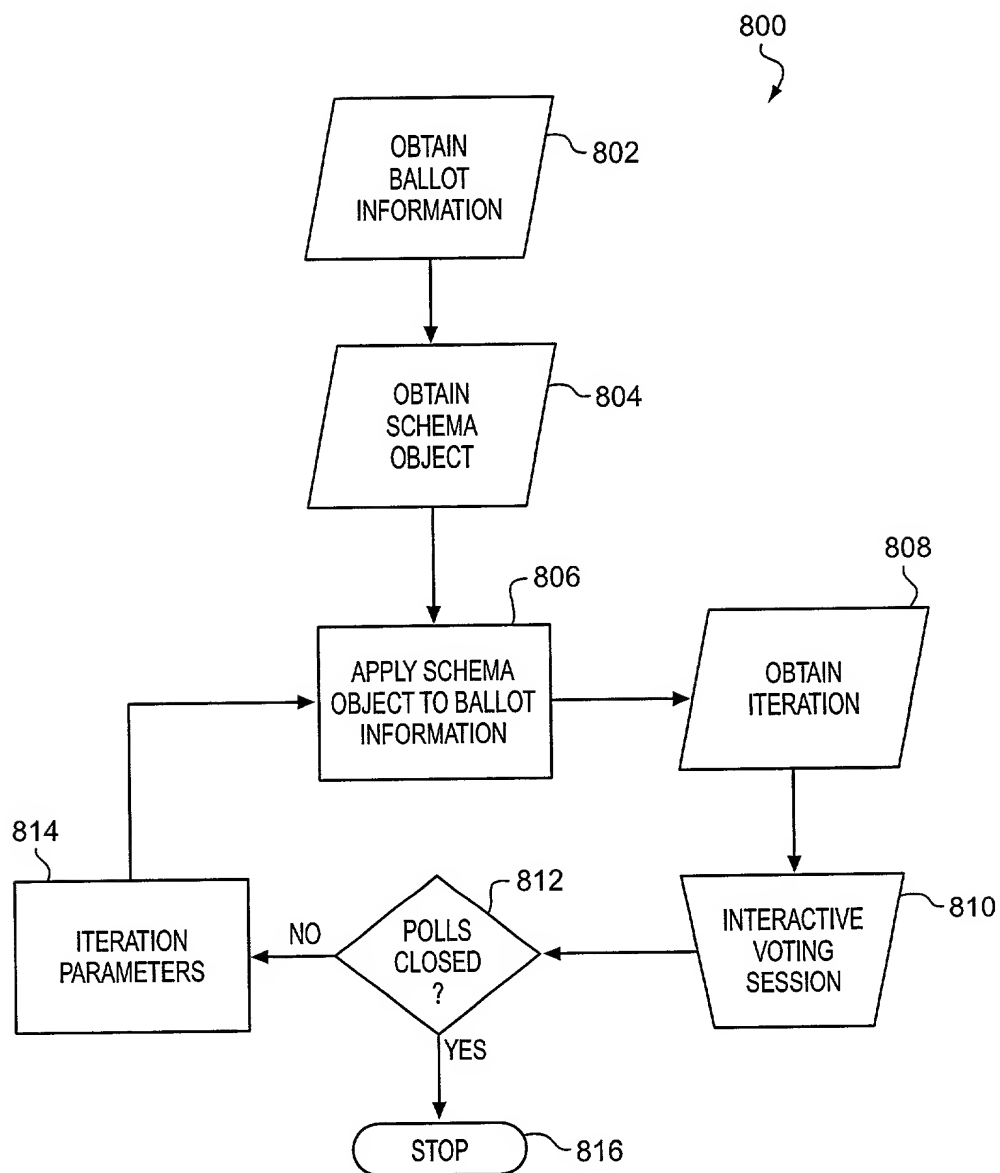 800
OBTAIN
BALLOT
INFORMATION
802
OBTAIN
SCHEMA
OBJECT
804
806
APPLY SCHEMA
OBJECT TO BALLOT
INFORMATION
808
OBTAIN
ITERATION
814
ITERATION
PARAMETERS
NO
812
POLLS
CLOSED
?
YES
INTERACTIVE
VOTING
SESSION
810
STOP
816